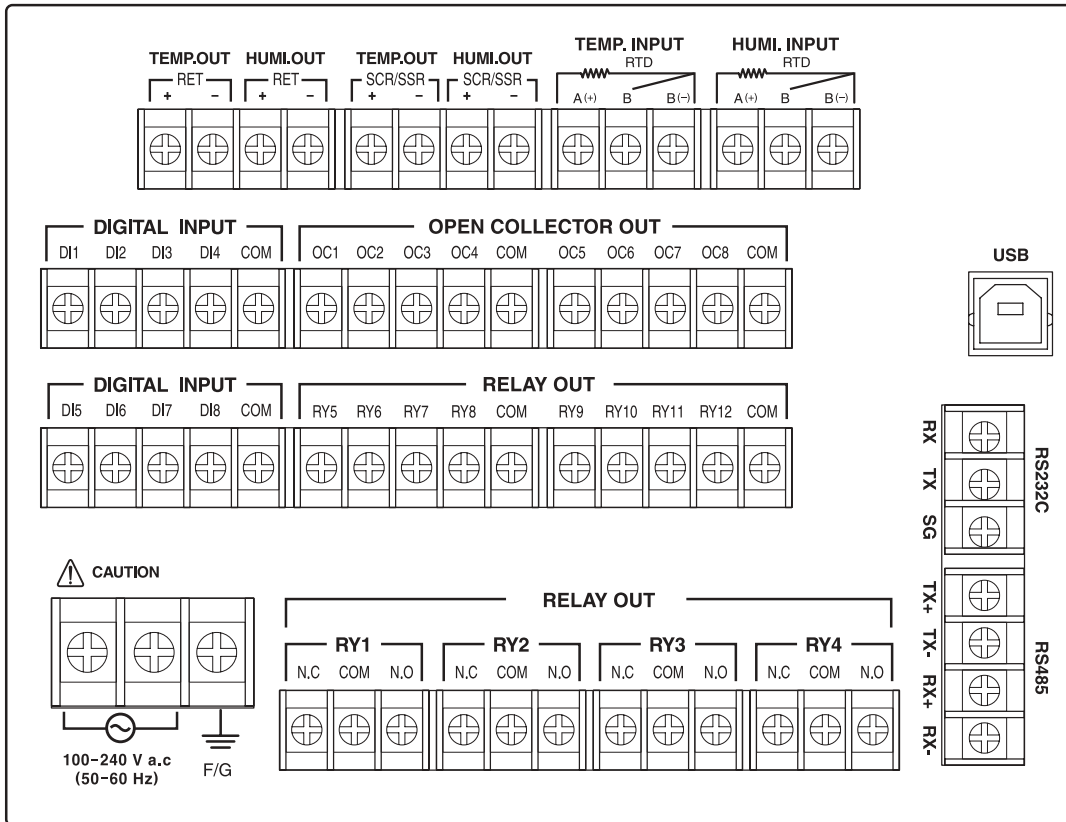 TEMP.OUT HUMI.OUT TEMP.OUT HUMI.OUT TEMP. INPUT HUMI. INPUT
RET RET SCR/SSR SCR/SSR RTD RTD
+ − + − + − + − A(+) B B(−) A(+) B B(−)
DIGITAL INPUT OPEN COLLECTOR OUT
DI1 DI2 DI3 DI4 COM OC1 OC2 OC3 OC4 COM OC5 OC6 OC7 OC8 COM
USB
DIGITAL INPUT RELAY OUT
DI5 DI6 DI7 DI8 COM RY5 RY6 RY7 RY8 COM RY9 RY10 RY11 RY12 COM
RX
TX
SG
RS232C
TX+
TX-
RX+
RX-
RS485
CAUTION
100-240 V a.c
(50-60 Hz)
F/G
RELAY OUT
RY1 RY2 RY3 RY4
N.C COM N.O N.C COM N.O N.C COM N.O N.C COM N.O